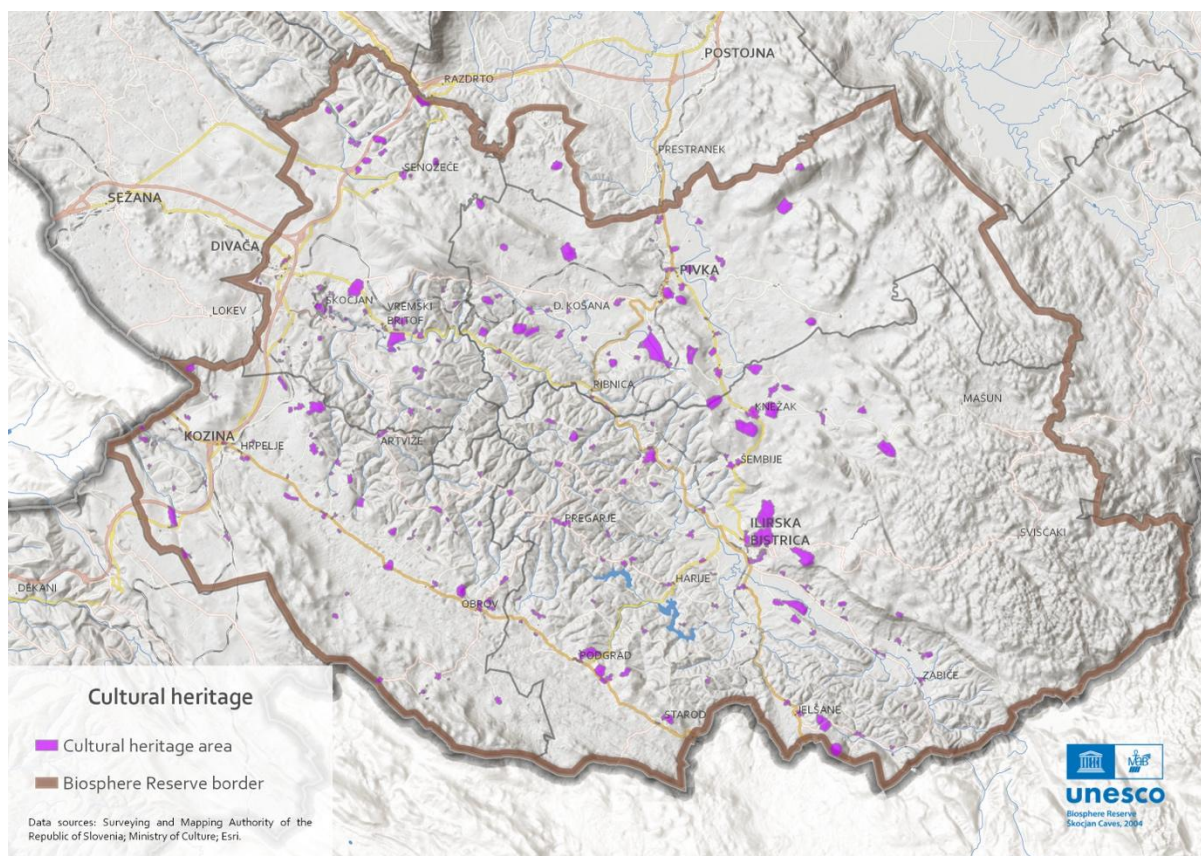 POSTOJNA
RAZDRTO
PRESTRANEK
SENOŽEČE
SEŽANA
DIVAČA
PIVKA
ŠKOCJAN
VREMSKI
BRITOF
D. KOŠANA
LOKEV
RIBNICA
MAŠUN
KNEŽAK
KOZINA
HRPELJE
ARTVIŽE
ŠEMBIJE
PREGARJE
ILIRSKA
BISTRICA
SVIŠČAKI
DEKANI
HARIJE
OBROV
PODGRAD
ZABIČE
STAROD
JELŠANE
Cultural heritage
Cultural heritage area
Biosphere Reserve border
Data sources: Surveying and Mapping Authority of the
Republic of Slovenia; Ministry of Culture; Esri.
MaB
unesco
Biosphere Reserve
Škocjan Caves, 2004